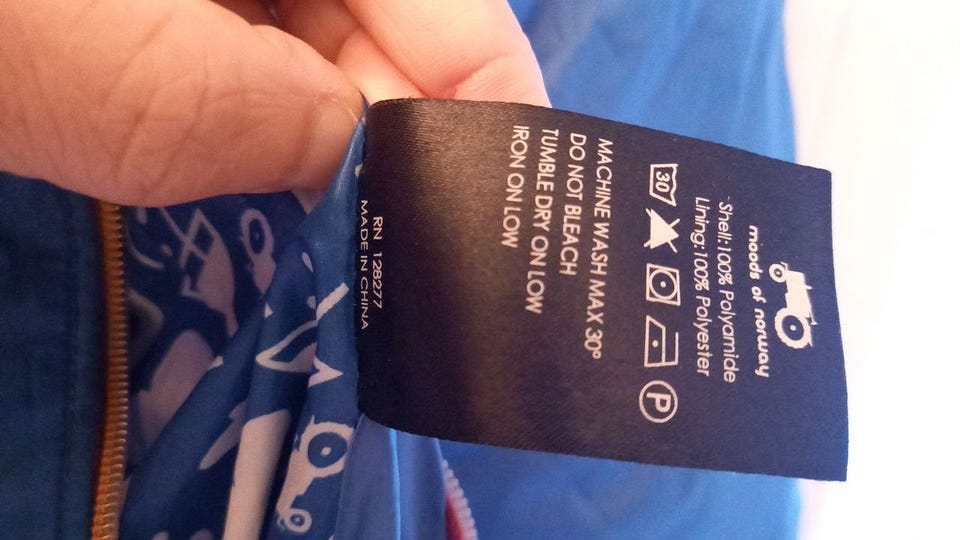 moods of norway
Shell:100% Polyamide
Lining:100% Polyester
30
P
MACHINE WASH MAX 30°
DO NOT BLEACH
TUMBLE DRY ON LOW
IRON ON LOW
RN 128277
MADE IN CHINA